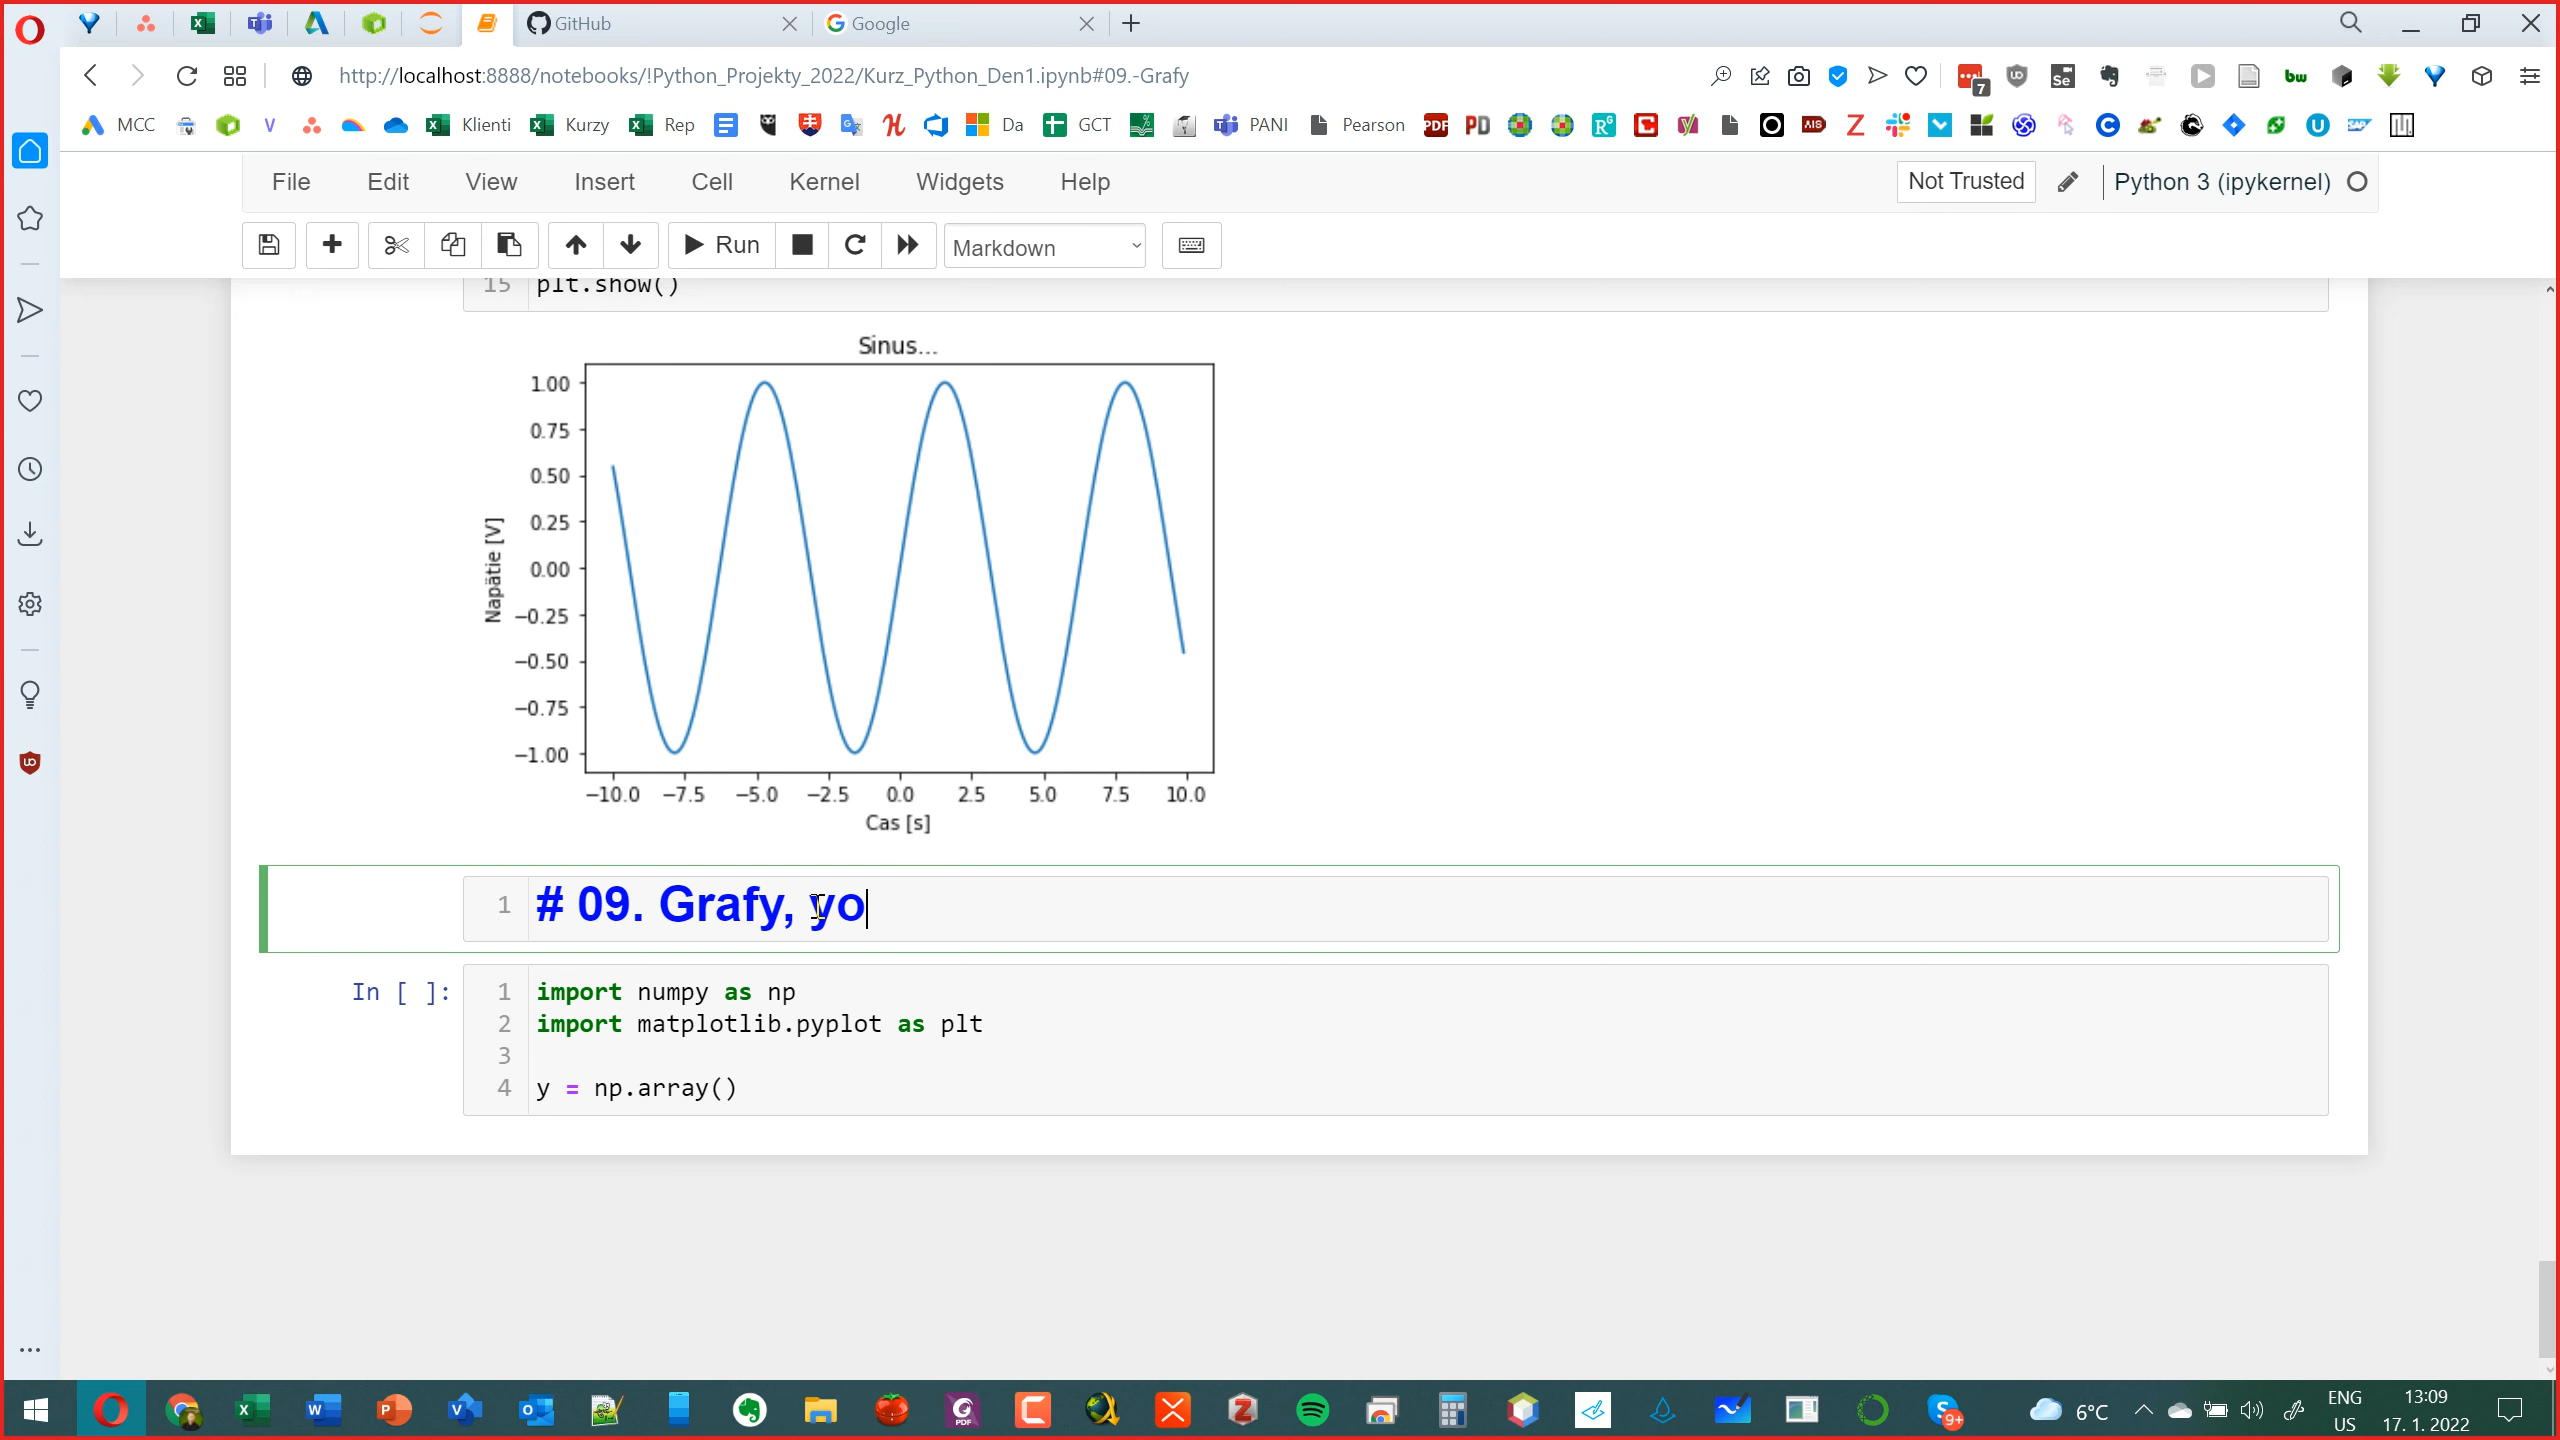 GitHub
Google
http://localhost:8888/notebooks/!Python_Projekty_2022/Kurz_Python_Den1.ipynb#09.-Grafy
7
MCC Klienti Kurzy Rep Da GCT PANI Pearson
File Edit View Insert Cell Kernel Widgets Help
Not Trusted Python 3 (ipykernel)
Run Markdown
15 plt.show()
Sinus...
1.00
0.75
0.50
0.25
0.00
−0.25
−0.50
−0.75
−1.00
Napätie [V]
−10.0 −7.5 −5.0 −2.5 0.0 2.5 5.0 7.5 10.0
Cas [s]
1 # 09. Grafy, yo
In [ ]:
1 import numpy as np
2 import matplotlib.pyplot as plt
3
4 y = np.array()
6°C
ENG
US
13:09
17. 1. 2022
9+